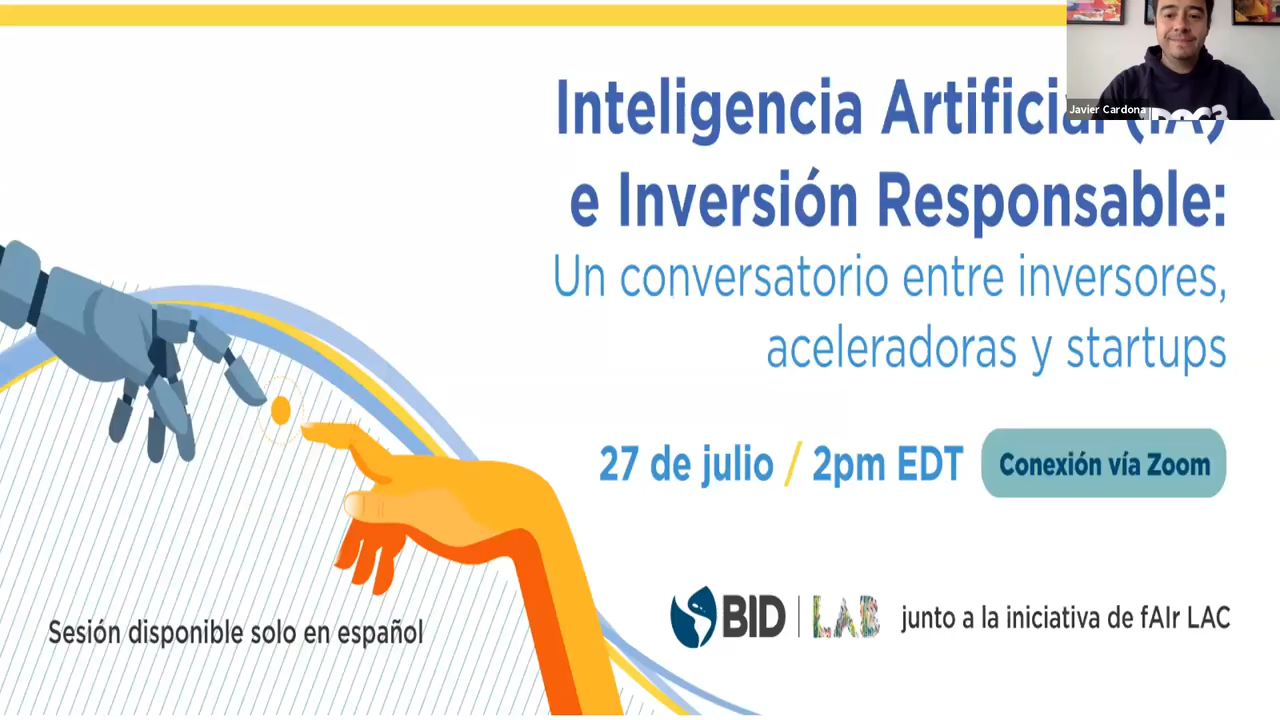 Inteligencia Artificial (IA)
e Inversión Responsable:
Un conversatorio entre inversores,
aceleradoras y startups
27 de julio / 2pm EDT
Conexión vía Zoom
BID | LAB junto a la iniciativa de fAIr LAC
Sesión disponible solo en español
Javier Cardona